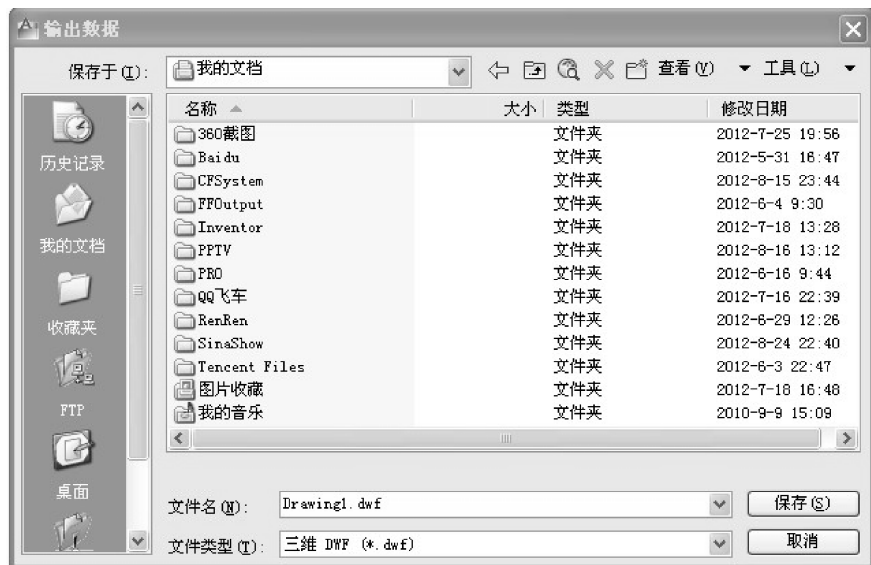 输出数据
保存于(I): 我的文档 查看(V) 工具(L)
名称 大小 类型 修改日期
360截图 文件夹 2012-7-25 19:56
Baidu 文件夹 2012-5-31 16:47
CFSystem 文件夹 2012-8-15 23:44
FFOutput 文件夹 2012-6-4 9:30
Inventor 文件夹 2012-7-18 13:28
PPTV 文件夹 2012-8-16 13:12
PRO 文件夹 2012-6-16 9:44
QQ飞车 文件夹 2012-7-16 22:39
RenRen 文件夹 2012-6-29 12:26
SinaShow 文件夹 2012-8-24 22:40
Tencent Files 文件夹 2012-6-3 22:47
图片收藏 文件夹 2012-7-18 16:48
我的音乐 文件夹 2010-9-9 15:09
历史记录
我的文档
收藏夹
FTP
桌面
文件名(N): Drawing1.dwf 保存(S)
文件类型(T): 三維 DWF (*.dwf) 取消